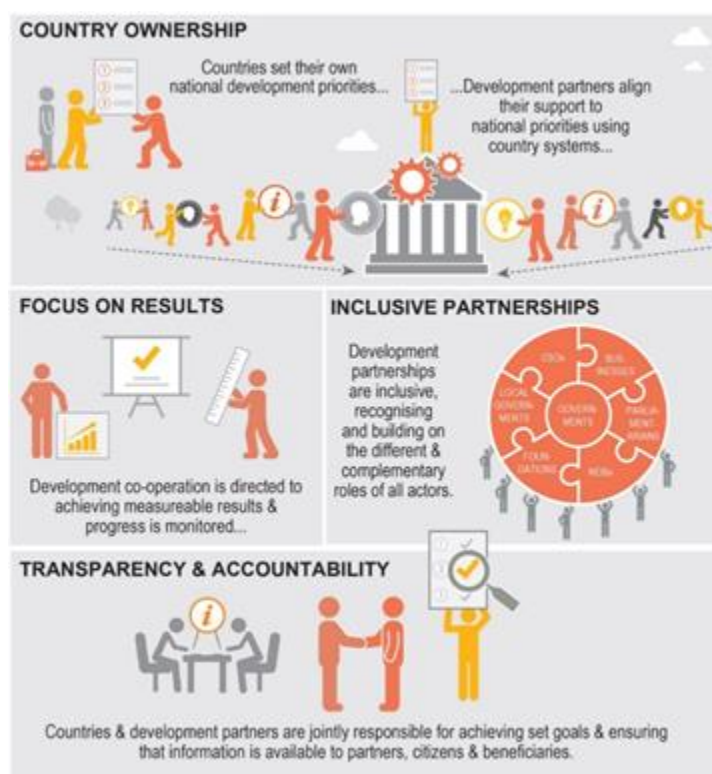 COUNTRY OWNERSHIP
Countries set their own
national development priorities...
...Development partners align
their support to
national priorities using
country systems...
FOCUS ON RESULTS
Development co-operation is directed to
achieving measureable results &
progress is monitored...
INCLUSIVE PARTNERSHIPS
Development
partnerships
are inclusive,
recognising
and building on
the different &
complementary
roles of all actors.
CSOs
BUS-
INESSES
LOCAL
GOVERN-
MENTS
GOVERN-
MENTS
PARLIA-
MENT-
ARIANS
FOUN-
DATIONS
TRANSPARENCY & ACCOUNTABILITY
Countries & development partners are jointly responsible for achieving set goals & ensuring
that information is available to partners, citizens & beneficiaries.